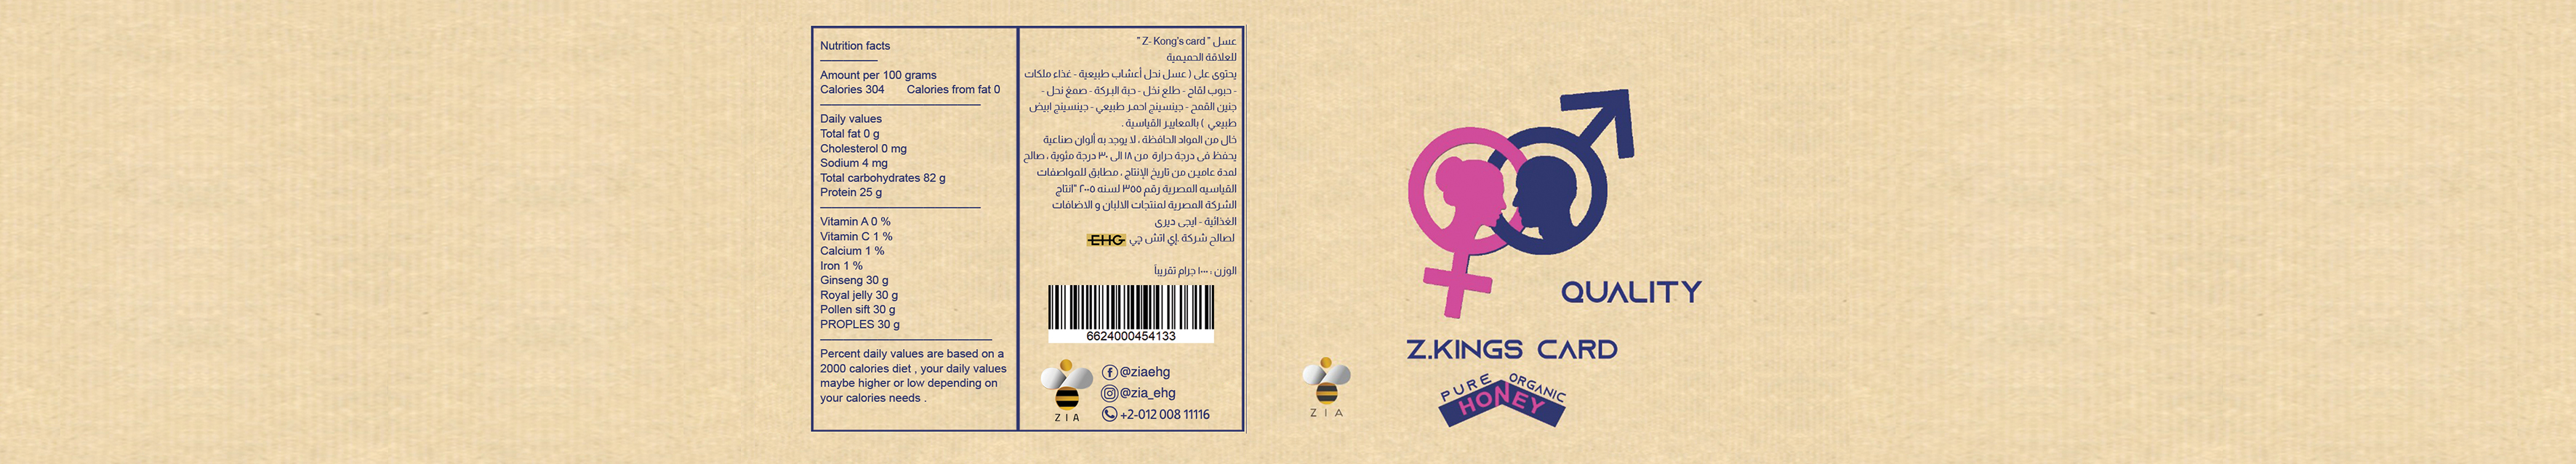 Nutrition facts
Amount per 100 grams
Calories 304 Calories from fat 0
Daily values
Total fat 0 g
Cholesterol 0 mg
Sodium 4 mg
Total carbohydrates 82 g
Protein 25 g
Vitamin A 0 %
Vitamin C 1 %
Calcium 1 %
Iron 1 %
Ginseng 30 g
Royal jelly 30 g
Pollen sift 30 g
PROPLES 30 g
Percent daily values are based on a
2000 calories diet , your daily values
maybe higher or low depending on
your calories needs .
عسل " Z- Kong's card "
للعلاقة الحميمية
يحتوى على ( عسل نحل أعشاب طبيعية - غذاء ملكات
- حبوب لقاح - طلع نخل - حبة البركة - صمغ نحل -
جنين القمح - جينسينج احمر طبيعي - جينسينج ابيض
طبيعي ) بالمعايير القياسية .
خال من المواد الحافظة ، لا يوجد به ألوان صناعية
يحفظ فى درجة حرارة من ١٨ الى ٣٠ درجة مئوية ، صالح
لمدة عامين من تاريخ الإنتاج ، مطابق للمواصفات
القياسيه المصرية رقم ٣٥٥ لسنه ٢٠٠٥ "انتاج
الشركة المصرية لمنتجات الالبان و الاضافات
الغذائية - ايجى ديرى
لصالح شركة .إي اتش جي EHG
الوزن : ١٠٠٠ جرام تقريباً
6624000454133
@ziaehg
@zia_ehg
+2-012 008 11116
ZIA
ZIA
QUALITY
Z.KINGS CARD
PURE ORGANIC
HONEY